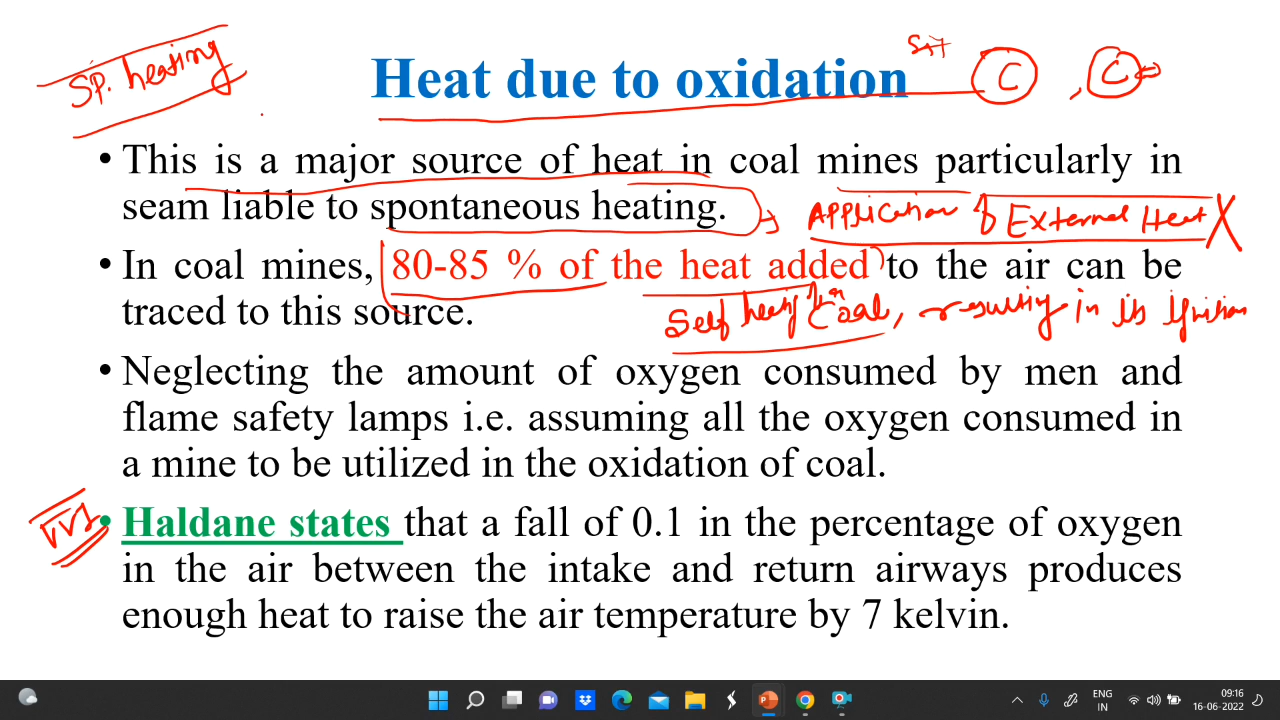 SP. heating
Heat due to oxidation
C , C
• This is a major source of heat in coal mines particularly in
seam liable to spontaneous heating.
Application of External Heat X
• In coal mines, 80-85 % of the heat added to the air can be
traced to this source.
Self heating from Coal, resulting in its Ignition
• Neglecting the amount of oxygen consumed by men and
flame safety lamps i.e. assuming all the oxygen consumed in
a mine to be utilized in the oxidation of coal.
VVI
• Haldane states that a fall of 0.1 in the percentage of oxygen
in the air between the intake and return airways produces
enough heat to raise the air temperature by 7 kelvin.
ENG
IN
09:16
16-06-2022